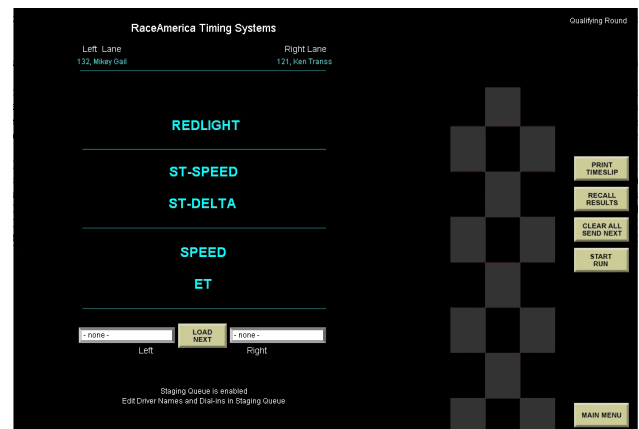 RaceAmerica Timing Systems
Qualifying Round
Left Lane
Right Lane
132, Mikey Gail
121, Ken Transs
REDLIGHT
ST-SPEED
ST-DELTA
SPEED
ET
PRINT
TIMESLIP
RECALL
RESULTS
CLEAR ALL
SEND NEXT
START
RUN
- none -
LOAD
NEXT
- none -
Left
Right
Staging Queue is enabled
Edit Driver Names and Dial-ins in Staging Queue
MAIN MENU